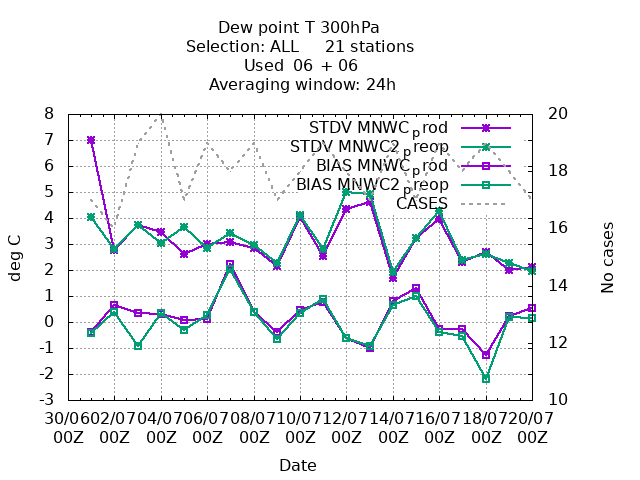 Dew point T 300hPa
Selection: ALL 21 stations
Used 06 + 06
Averaging window: 24h
8 20
7
6 18
5
4 16
3
2 14
1
0 12
-1
-2
-3 10
deg C
No cases
STDV MNWC_prod
STDV MNWC2_preop
BIAS MNWC_prod
BIAS MNWC2_preop
CASES
30/06 02/07 04/07 06/07 08/07 10/07 12/07 14/07 16/07 18/07 20/07
00Z 00Z 00Z 00Z 00Z 00Z 00Z 00Z 00Z 00Z 00Z
Date